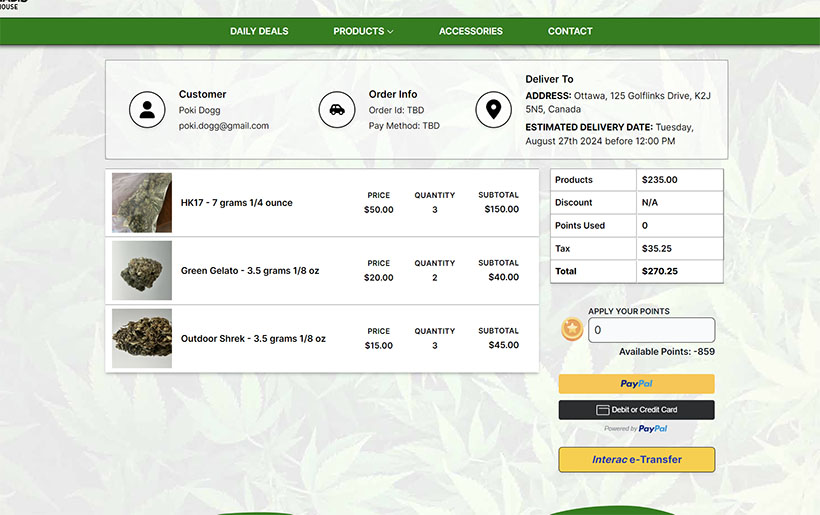 HOUSE
DAILY DEALS
PRODUCTS
ACCESSORIES
CONTACT
Customer
Poki Dogg
poki.dogg@gmail.com
Order Info
Order Id: TBD
Pay Method: TBD
Deliver To
ADDRESS: Ottawa, 125 Golflinks Drive, K2J
5N5, Canada
ESTIMATED DELIVERY DATE: Tuesday,
August 27th 2024 before 12:00 PM
HK17 - 7 grams 1/4 ounce
PRICE
$50.00
QUANTITY
3
SUBTOTAL
$150.00
Green Gelato - 3.5 grams 1/8 oz
PRICE
$20.00
QUANTITY
2
SUBTOTAL
$40.00
Outdoor Shrek - 3.5 grams 1/8 oz
PRICE
$15.00
QUANTITY
3
SUBTOTAL
$45.00
Products $235.00
Discount N/A
Points Used 0
Tax $35.25
Total $270.25
APPLY YOUR POINTS
0
Available Points: -859
PayPal
Debit or Credit Card
Powered by PayPal
Interac e-Transfer